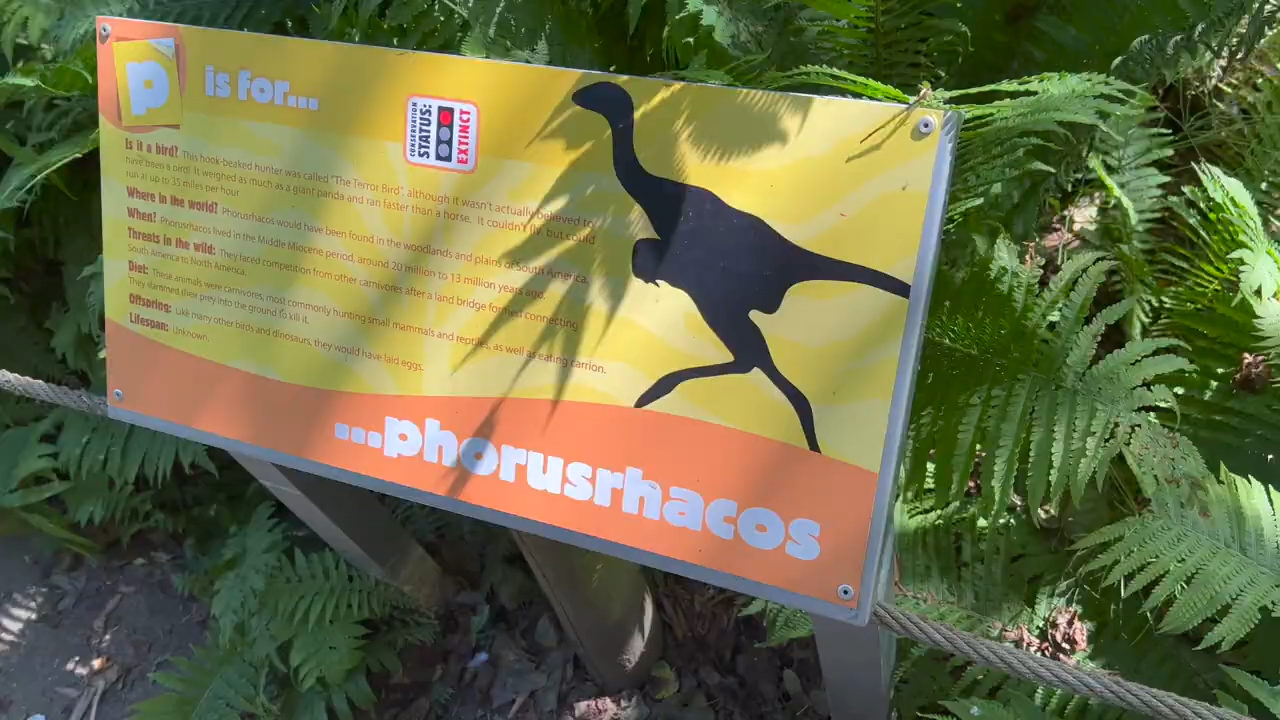 p is for...
CONSERVATION
STATUS:
EXTINCT
Is it a bird? This hook-peaked hunter was called "The Terror Bird", although it wasn't actually believed to
have been a bird! It weighed as much as a giant panda and ran faster than a horse. It couldn't fly, but could
run at up to 35 miles per hour
Where in the world? Phorusrhacos would have been found in the woodlands and plains of South America.
When? Phorusrhacos lived in the Middle Miocene period, around 20 million to 13 million years ago.
Threats in the wild: They faced competition from other carnivores after a land bridge formed connecting
South America to North America.
Diet: These animals were carnivores, most commonly hunting small mammals and reptiles, as well as eating carrion.
They slammed their prey into the ground to kill it.
Offspring: Like many other birds and dinosaurs, they would have laid eggs.
Lifespan: Unknown.
...phorusrhacos